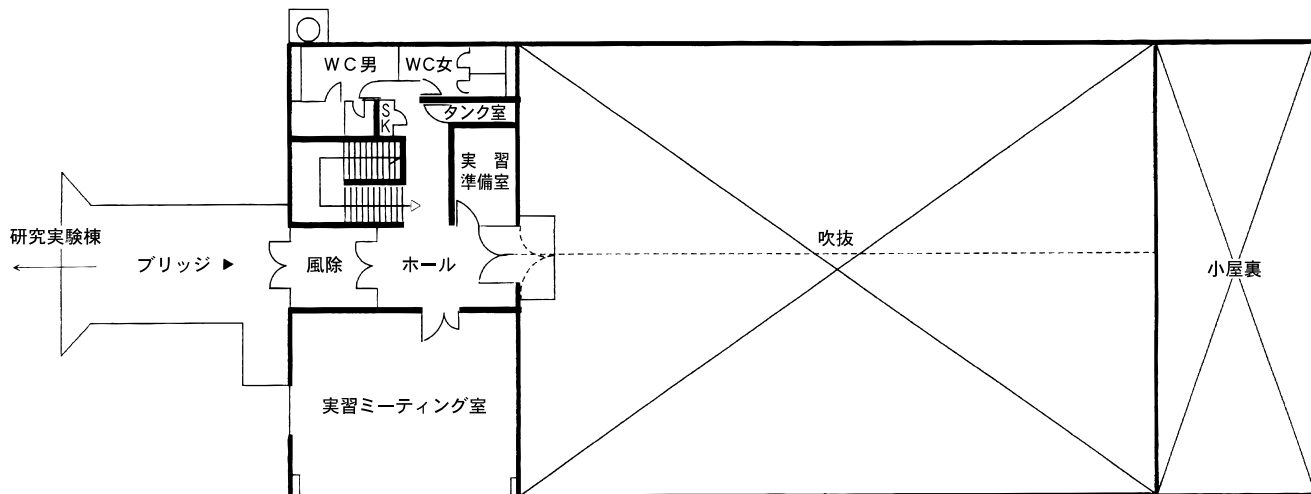 WC男
WC女
SK
タンク室
実習
準備室
研究実験棟
ブリッジ ▶
風除
ホール
吹抜
小屋裏
実習ミーティング室